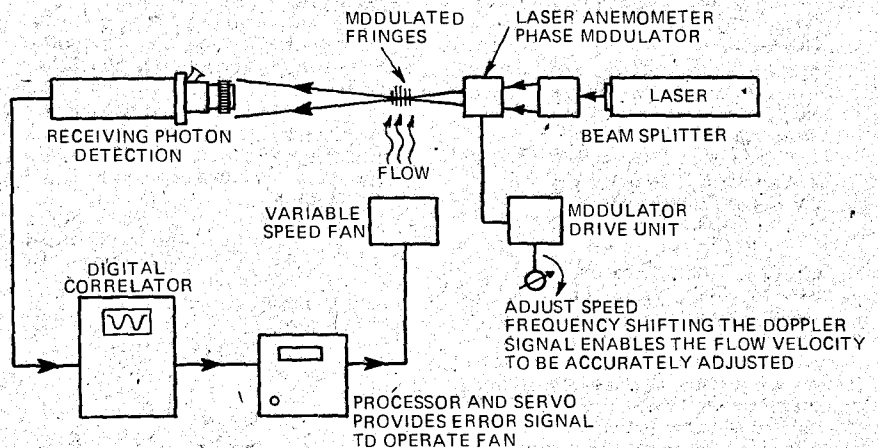 MODULATED
FRINGES
LASER ANEMOMETER
PHASE MODULATOR
LASER
RECEIVING PHOTON
DETECTION
BEAM SPLITTER
FLOW
VARIABLE
SPEED FAN
MODULATOR
DRIVE UNIT
DIGITAL
CORRELATOR
ADJUST SPEED
FREQUENCY SHIFTING THE DOPPLER
SIGNAL ENABLES THE FLOW VELOCITY
TO BE ACCURATELY ADJUSTED
PROCESSOR AND SERVO
PROVIDES ERROR SIGNAL
TO OPERATE FAN